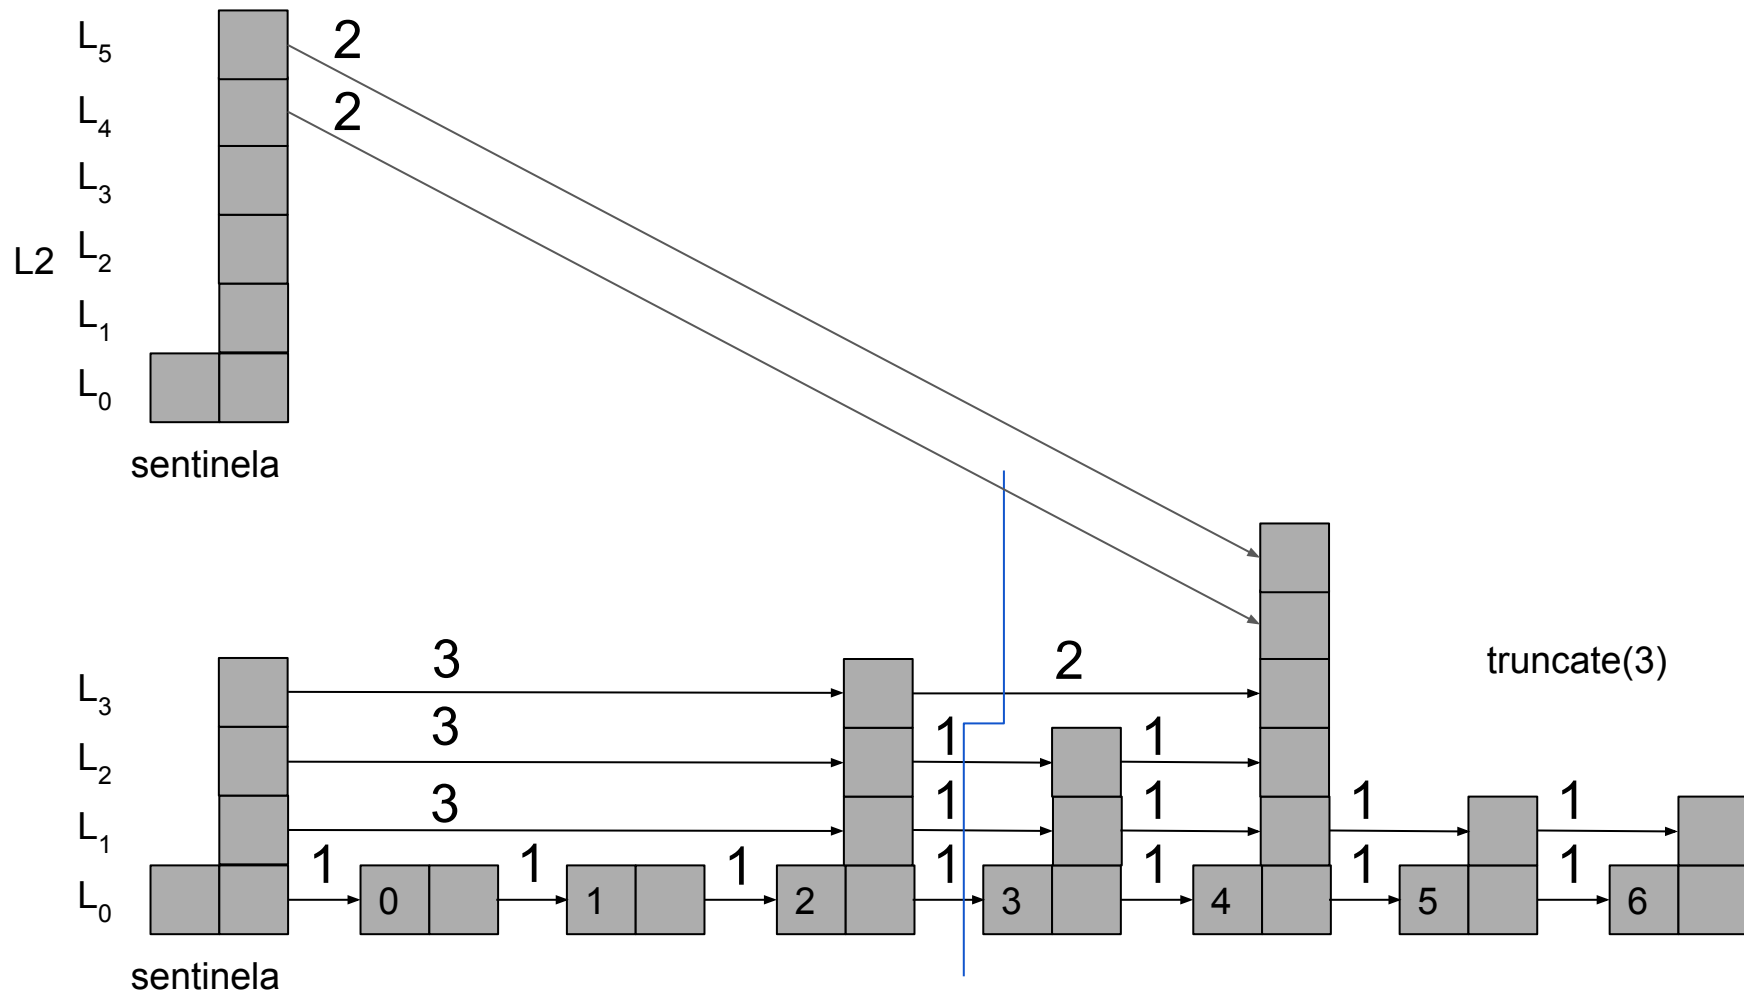 L5 2
L4 2
L3
L2 L2
L1
L0
sentinela
3 2 truncate(3)
L3
3 1 1
L2
3 1 1 1 1
L1
1 1 1 1 1 1 1
L0 0 1 2 3 4 5 6
sentinela